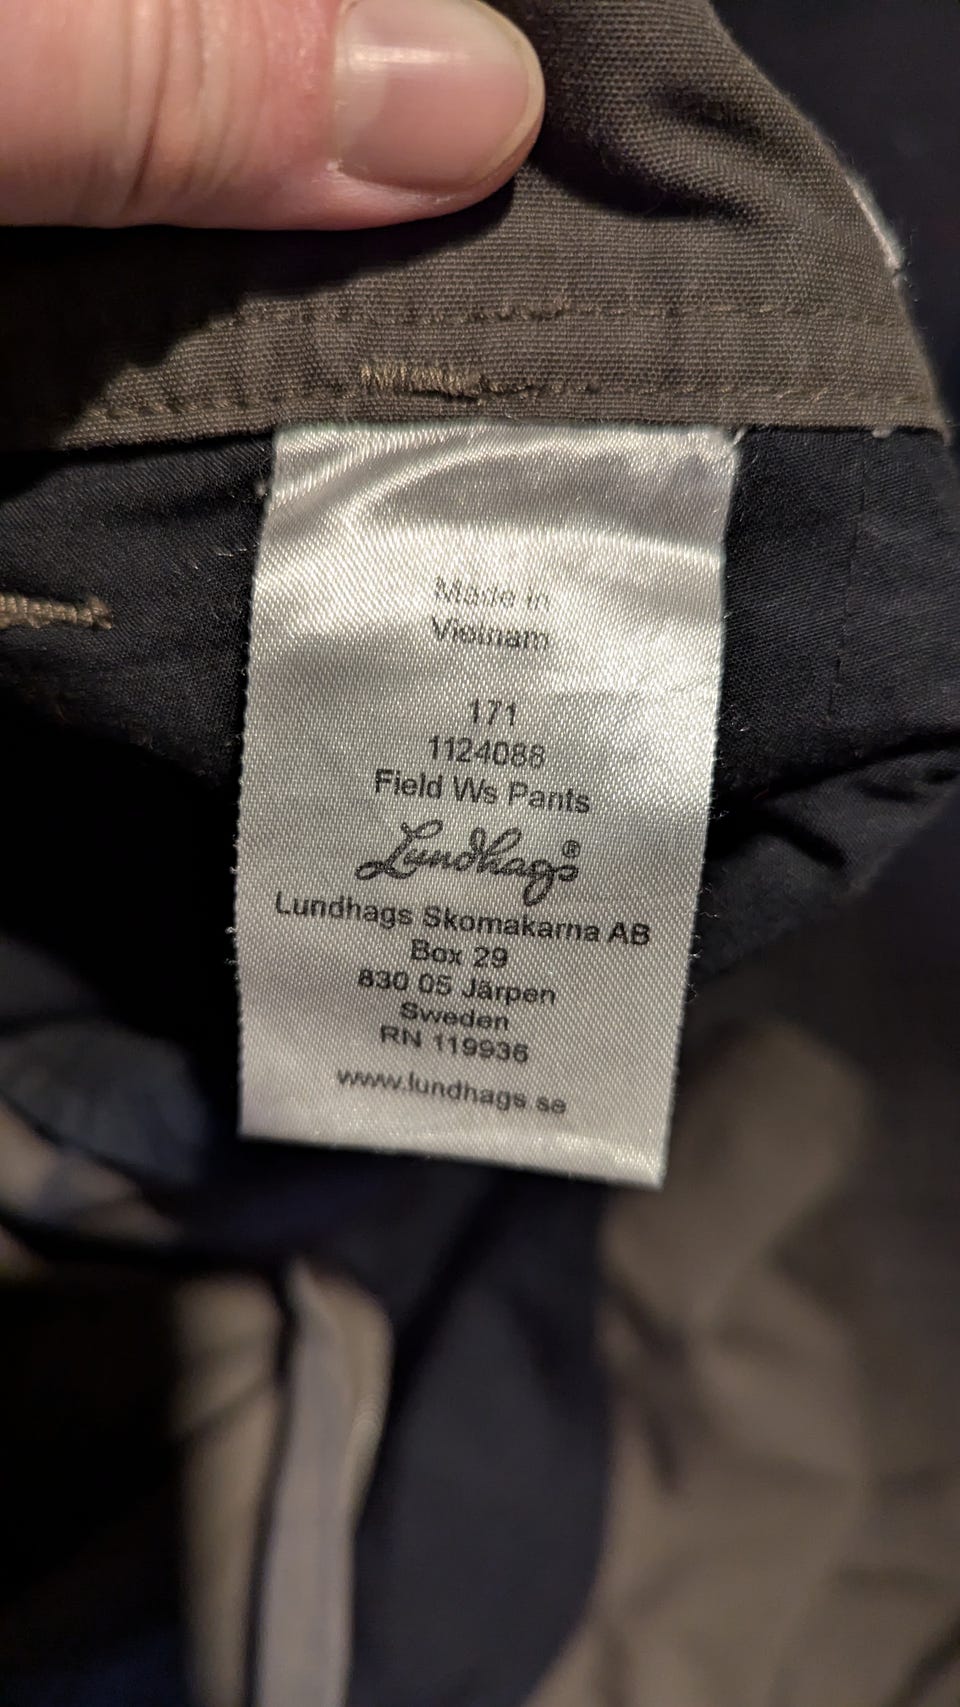 Made in
Vietnam
171
1124088
Field Ws Pants
Lundhags®
Lundhags Skomakarna AB
Box 29
830 05 Järpen
Sweden
RN 119936
www.lundhags.se